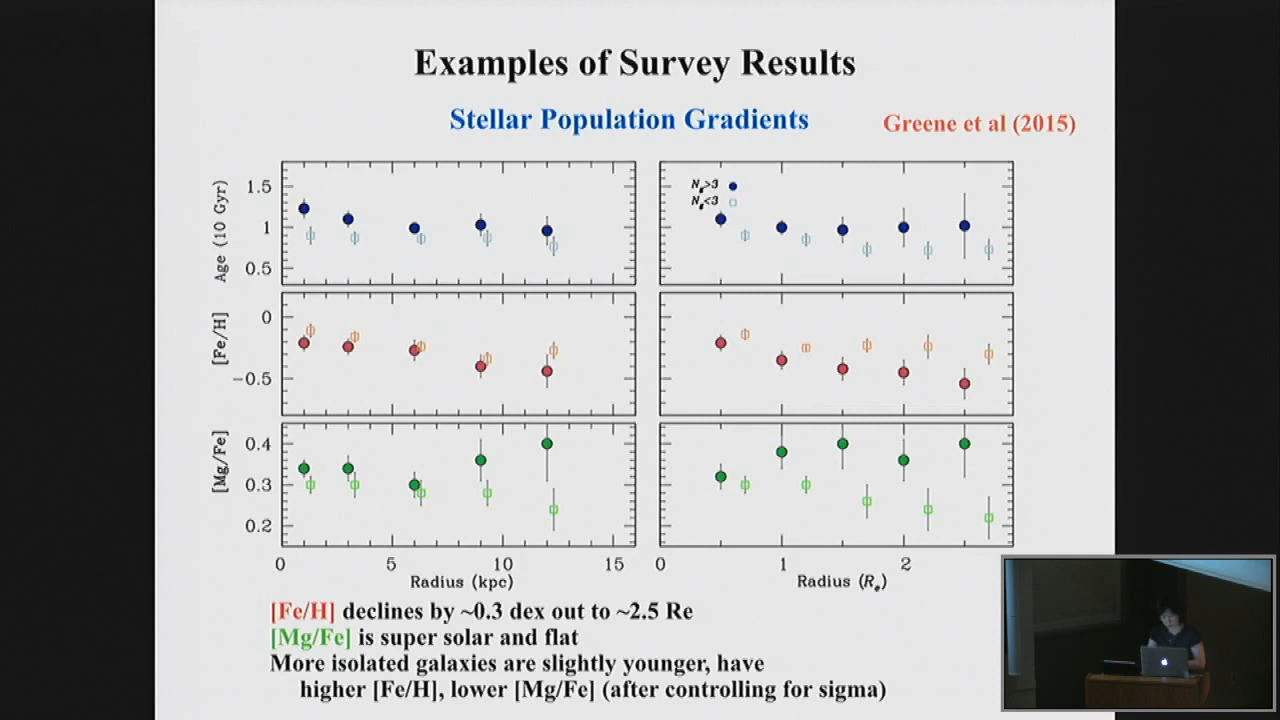 Examples of Survey Results
Stellar Population Gradients
Greene et al (2015)
Age (10 Gyr)
1.5
1
0.5
Ng>3
Ng<3
[Fe/H]
0
−0.5
[Mg/Fe]
0.4
0.3
0.2
0 5 10 15
0 1 2
Radius (kpc)
Radius (Re)
[Fe/H] declines by ~0.3 dex out to ~2.5 Re
[Mg/Fe] is super solar and flat
More isolated galaxies are slightly younger, have
higher [Fe/H], lower [Mg/Fe] (after controlling for sigma)